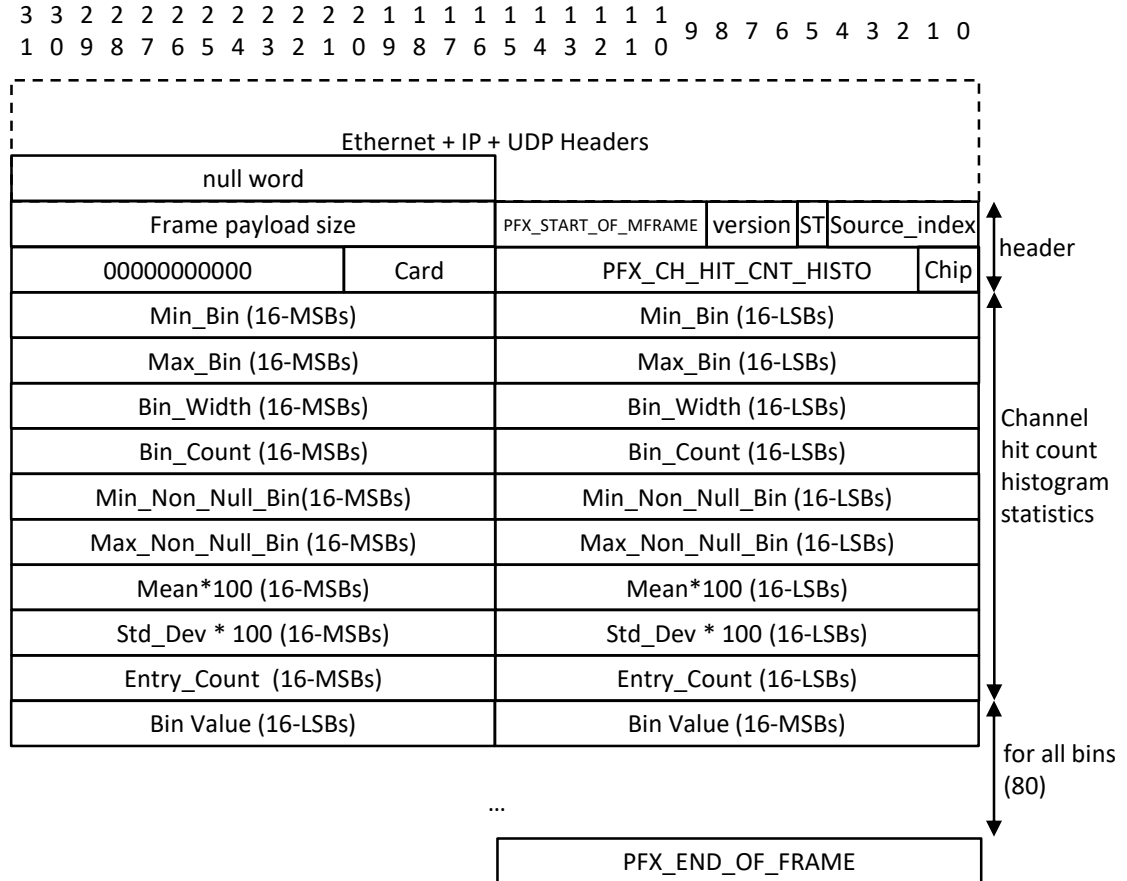 3 3 2 2 2 2 2 2 2 2 2 2 1 1 1 1 1 1 1 1 1 1 9 8 7 6 5 4 3 2 1 0
1 0 9 8 7 6 5 4 3 2 1 0 9 8 7 6 5 4 3 2 1 0
Ethernet + IP + UDP Headers
null word
Frame payload size PFX_START_OF_MFRAME version ST Source_index
header
00000000000 Card PFX_CH_HIT_CNT_HISTO Chip
Min_Bin (16-MSBs) Min_Bin (16-LSBs)
Max_Bin (16-MSBs) Max_Bin (16-LSBs)
Bin_Width (16-MSBs) Bin_Width (16-LSBs)
Bin_Count (16-MSBs) Bin_Count (16-LSBs)
Min_Non_Null_Bin(16-MSBs) Min_Non_Null_Bin (16-LSBs)
Max_Non_Null_Bin (16-MSBs) Max_Non_Null_Bin (16-LSBs)
Mean*100 (16-MSBs) Mean*100 (16-LSBs)
Std_Dev * 100 (16-MSBs) Std_Dev * 100 (16-LSBs)
Entry_Count (16-MSBs) Entry_Count (16-LSBs)
Channel
hit count
histogram
statistics
Bin Value (16-LSBs) Bin Value (16-MSBs)
for all bins
(80)
...
PFX_END_OF_FRAME